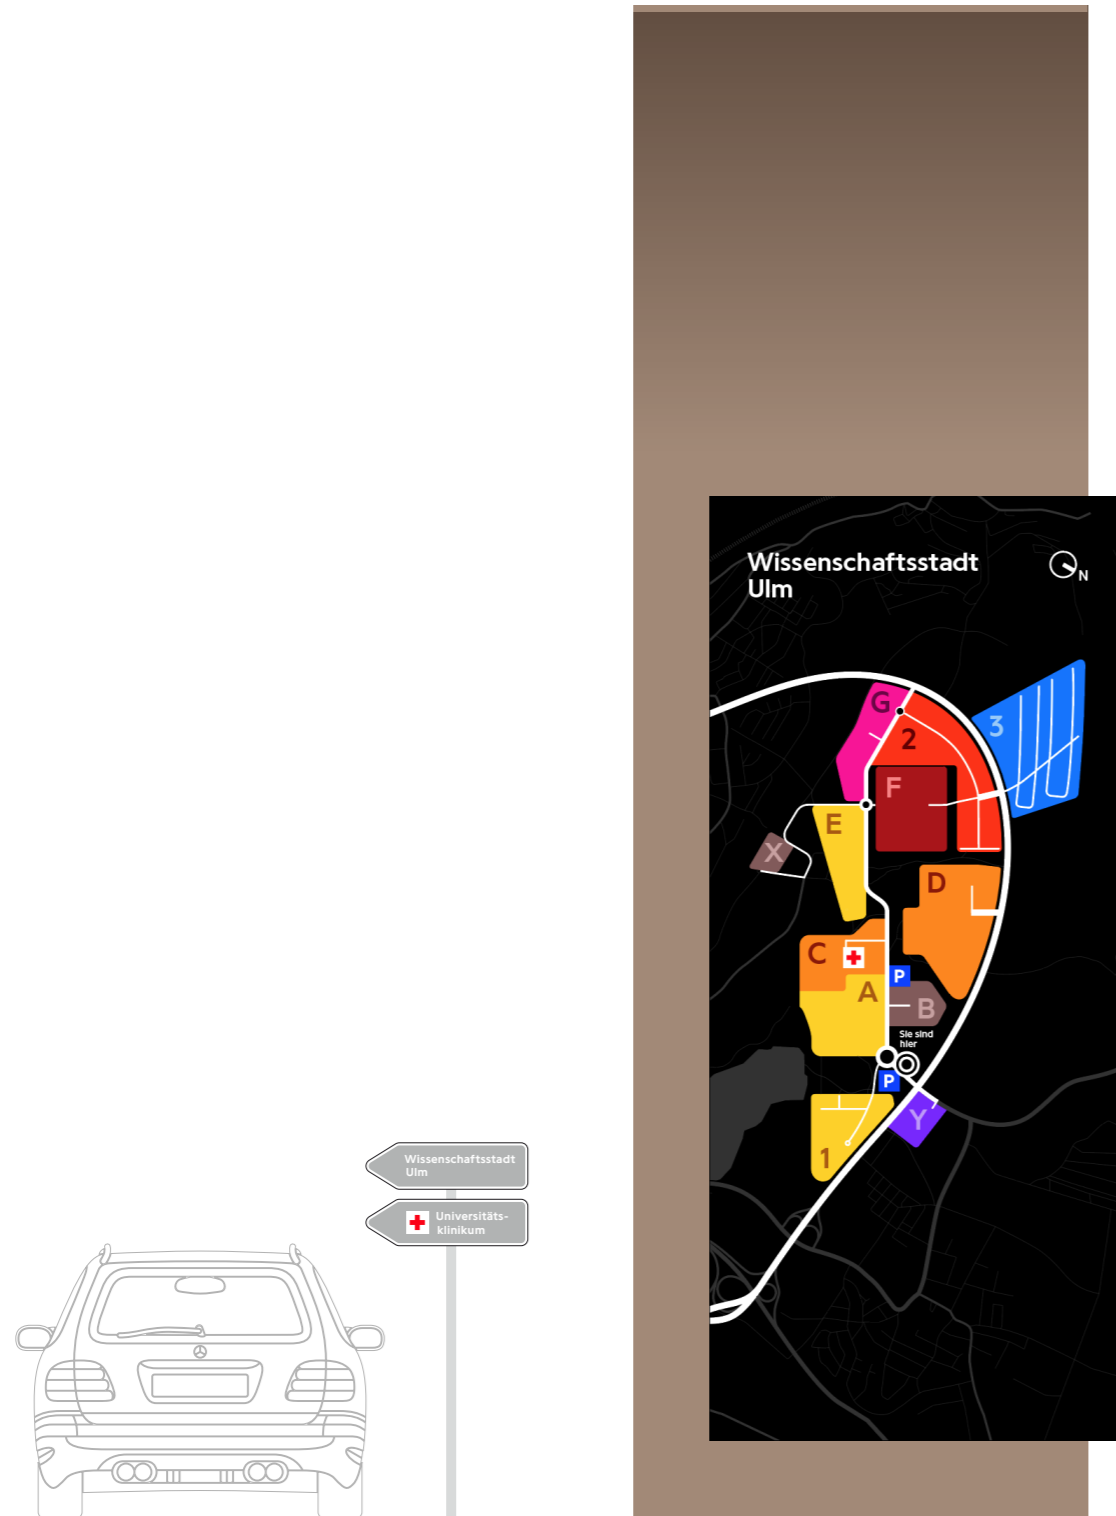 Wissenschaftsstadt
Ulm
N
G
2
3
F
E
X
D
C
A
P
B
Sie sind
hier
P
Y
1
Wissenschaftsstadt
Ulm
Universitäts-
klinikum